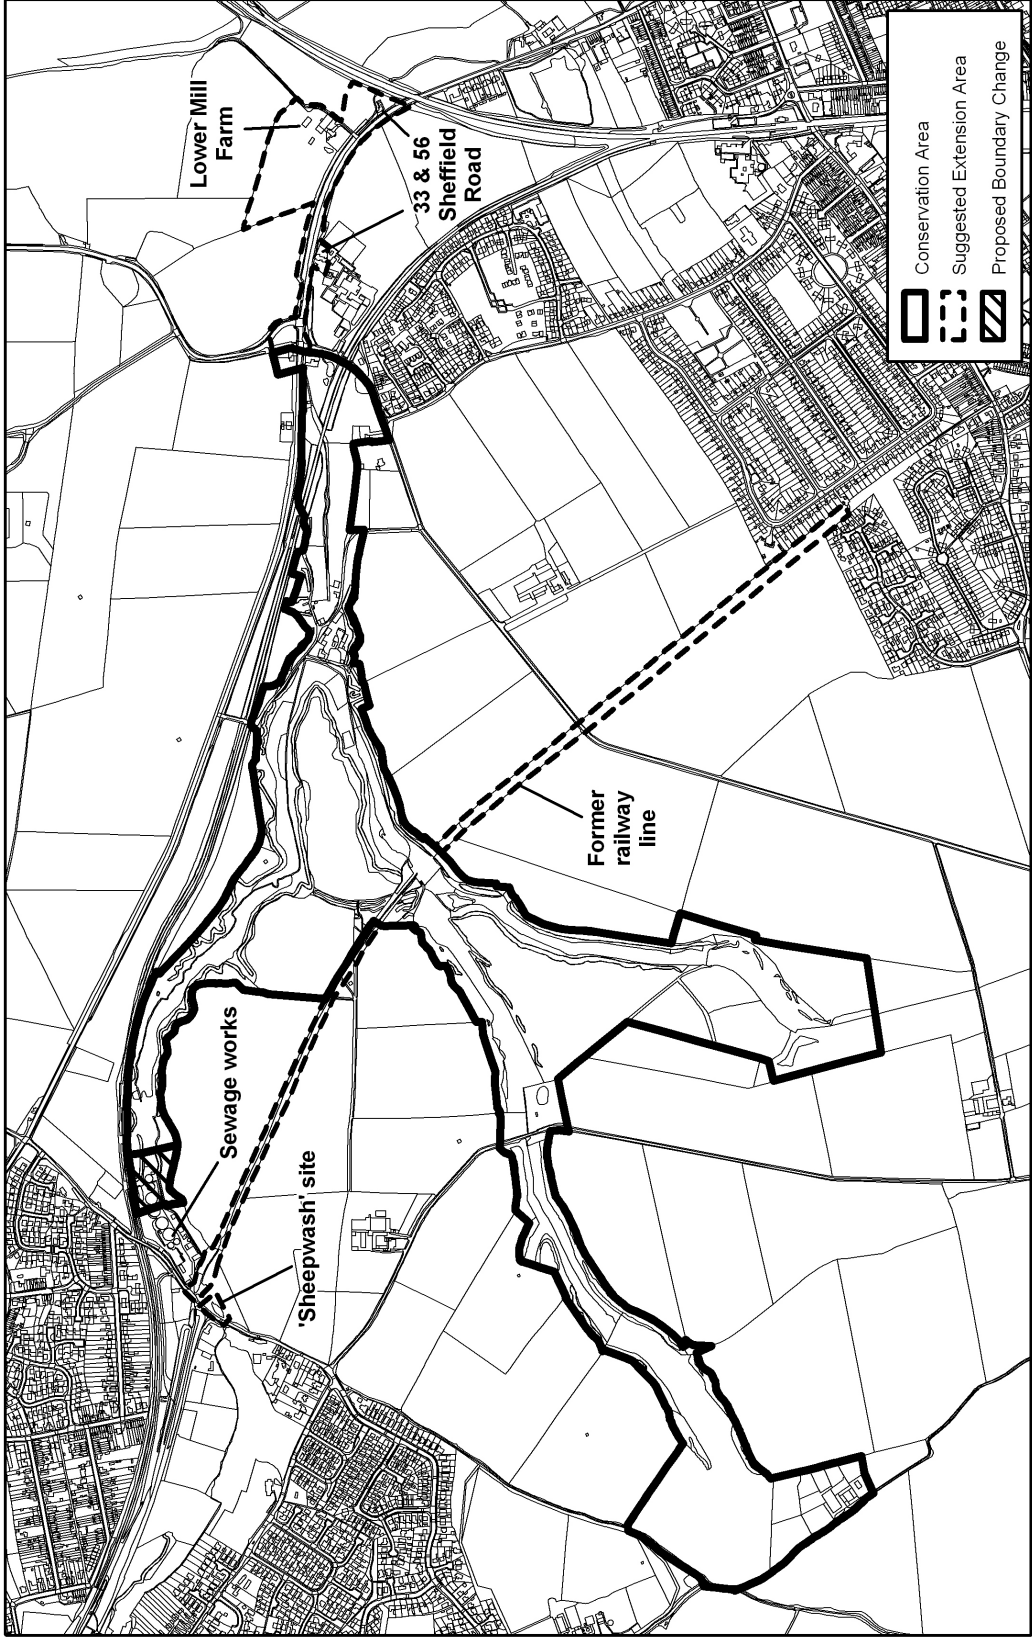 'Sheepwash' site
Sewage works
Former
railway
line
Lower Mill
Farm
33 & 56
Sheffield
Road
Conservation Area
Suggested Extension Area
Proposed Boundary Change